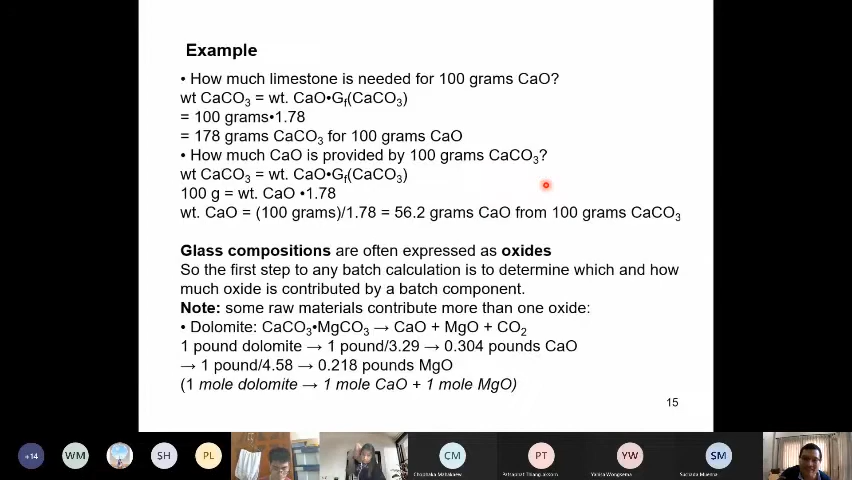 Example
• How much limestone is needed for 100 grams CaO?
wt CaCO₃ = wt. CaO•Gf(CaCO₃)
= 100 grams•1.78
= 178 grams CaCO₃ for 100 grams CaO
• How much CaO is provided by 100 grams CaCO₃?
wt CaCO₃ = wt. CaO•Gf(CaCO₃)
100 g = wt. CaO •1.78
wt. CaO = (100 grams)/1.78 = 56.2 grams CaO from 100 grams CaCO₃
Glass compositions are often expressed as oxides
So the first step to any batch calculation is to determine which and how
much oxide is contributed by a batch component.
Note: some raw materials contribute more than one oxide:
• Dolomite: CaCO₃•MgCO₃ → CaO + MgO + CO₂
1 pound dolomite → 1 pound/3.29 → 0.304 pounds CaO
→ 1 pound/4.58 → 0.218 pounds MgO
(1 mole dolomite → 1 mole CaO + 1 mole MgO)
15
+14 WM SH PL CM PT YW SM